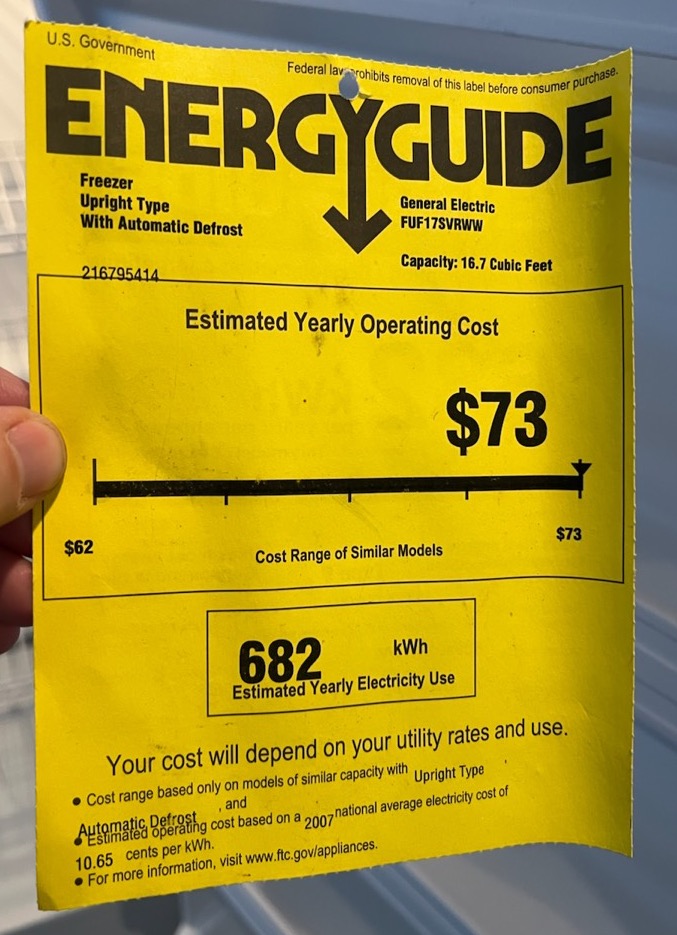 U.S. Government
Federal law prohibits removal of this label before consumer purchase.
ENERGYGUIDE
Freezer
Upright Type
With Automatic Defrost
General Electric
FUF17SVRWW
Capacity: 16.7 Cubic Feet
216795414
Estimated Yearly Operating Cost
$73
$62
$73
Cost Range of Similar Models
682 kWh
Estimated Yearly Electricity Use
Your cost will depend on your utility rates and use.
● Cost range based only on models of similar capacity with Upright Type
Automatic Defrost , and
● Estimated operating cost based on a 2007 national average electricity cost of
10.65 cents per kWh.
● For more information, visit www.ftc.gov/appliances.